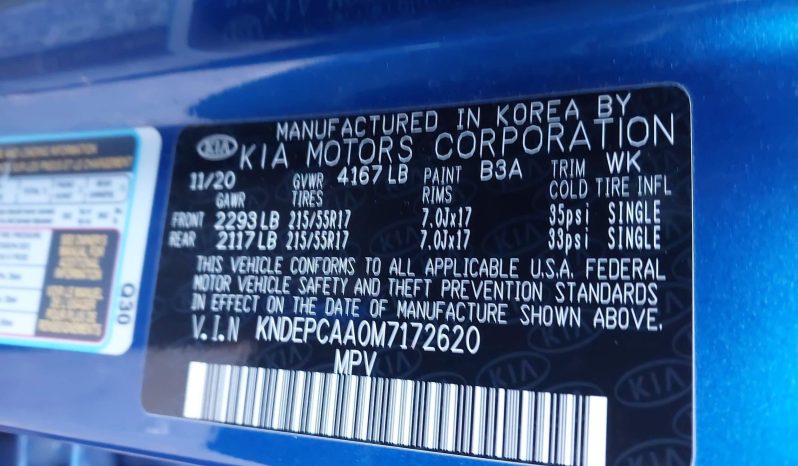 MANUFACTURED IN KOREA BY
KIA KIA MOTORS CORPORATION
11/20 GVWR 4167 LB PAINT B3A TRIM WK
GAWR TIRES RIMS COLD TIRE INFL
FRONT 2293 LB 215/55R17 7.0Jx17 35psi SINGLE
REAR 2117 LB 215/55R17 7.0Jx17 33psi SINGLE
THIS VEHICLE CONFORMS TO ALL APPLICABLE U.S.A. FEDERAL
MOTOR VEHICLE SAFETY AND THEFT PREVENTION STANDARDS
IN EFFECT ON THE DATE OF MANUFACTURE SHOWN ABOVE.
V.I.N KNDEPCAA0M7172620
MPV
Q30